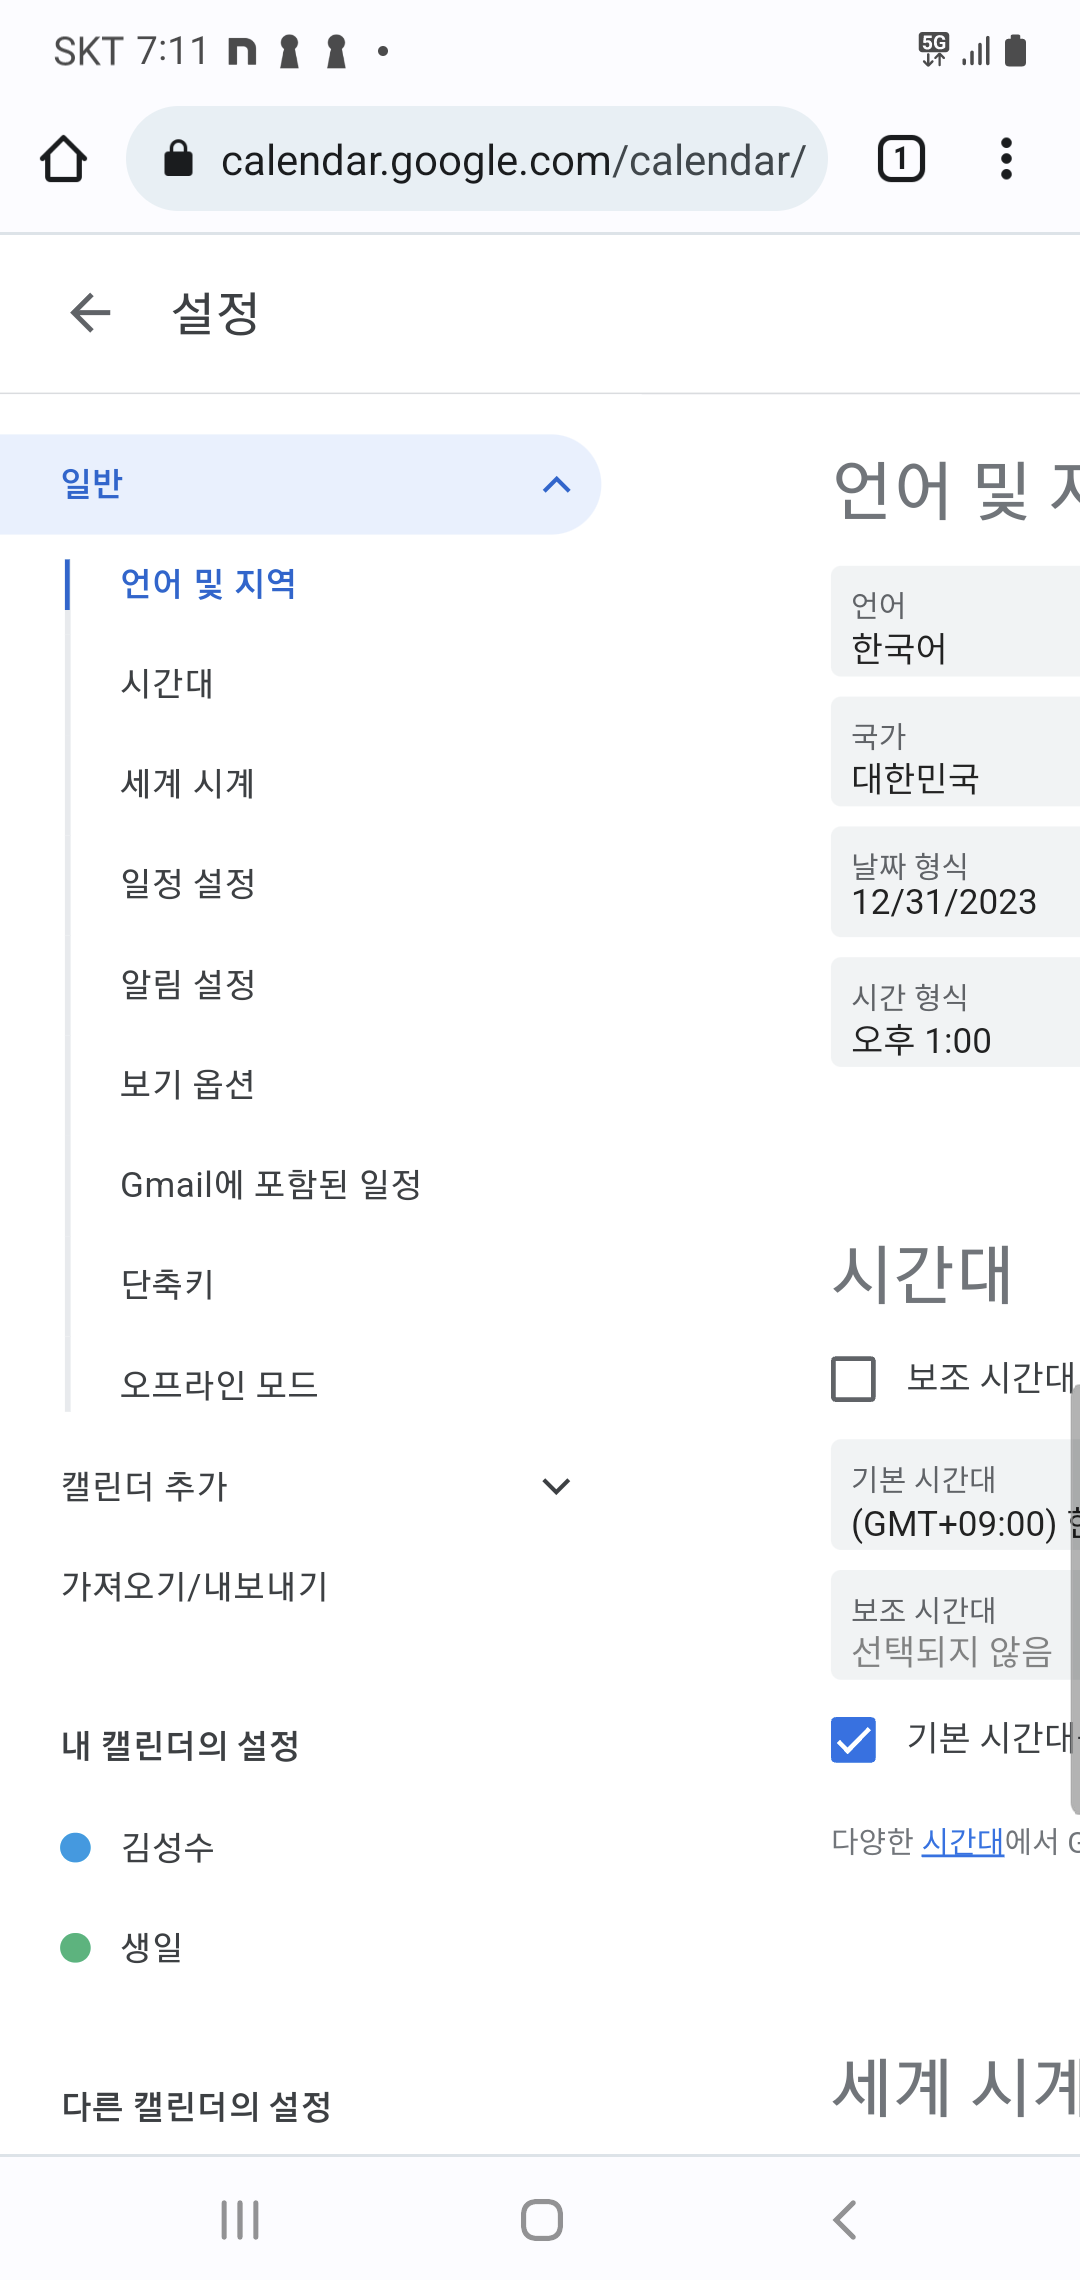 SKT 7:11
5G
calendar.google.com/calendar/
1
설정
일반
언어 및 지역
시간대
세계 시계
일정 설정
알림 설정
보기 옵션
Gmail에 포함된 일정
단축키
오프라인 모드
캘린더 추가
가져오기/내보내기
내 캘린더의 설정
김성수
생일
다른 캘린더의 설정
언어 및
언어
한국어
국가
대한민국
날짜 형식
12/31/2023
시간 형식
오후 1:00
시간대
보조 시간대
기본 시간대
(GMT+09:00)
보조 시간대
선택되지 않음
기본 시간대
다양한 시간대에서 G
세계 시계